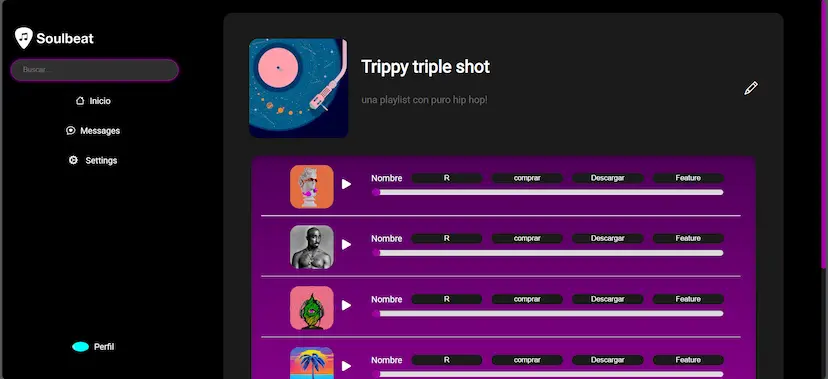 Soulbeat
Buscar...
Inicio
Messages
Settings
Perfil
Trippy triple shot
una playlist con puro hip hop!
Nombre R comprar Descargar Feature
Nombre R comprar Descargar Feature
Nombre R comprar Descargar Feature
Nombre R comprar Descargar Feature